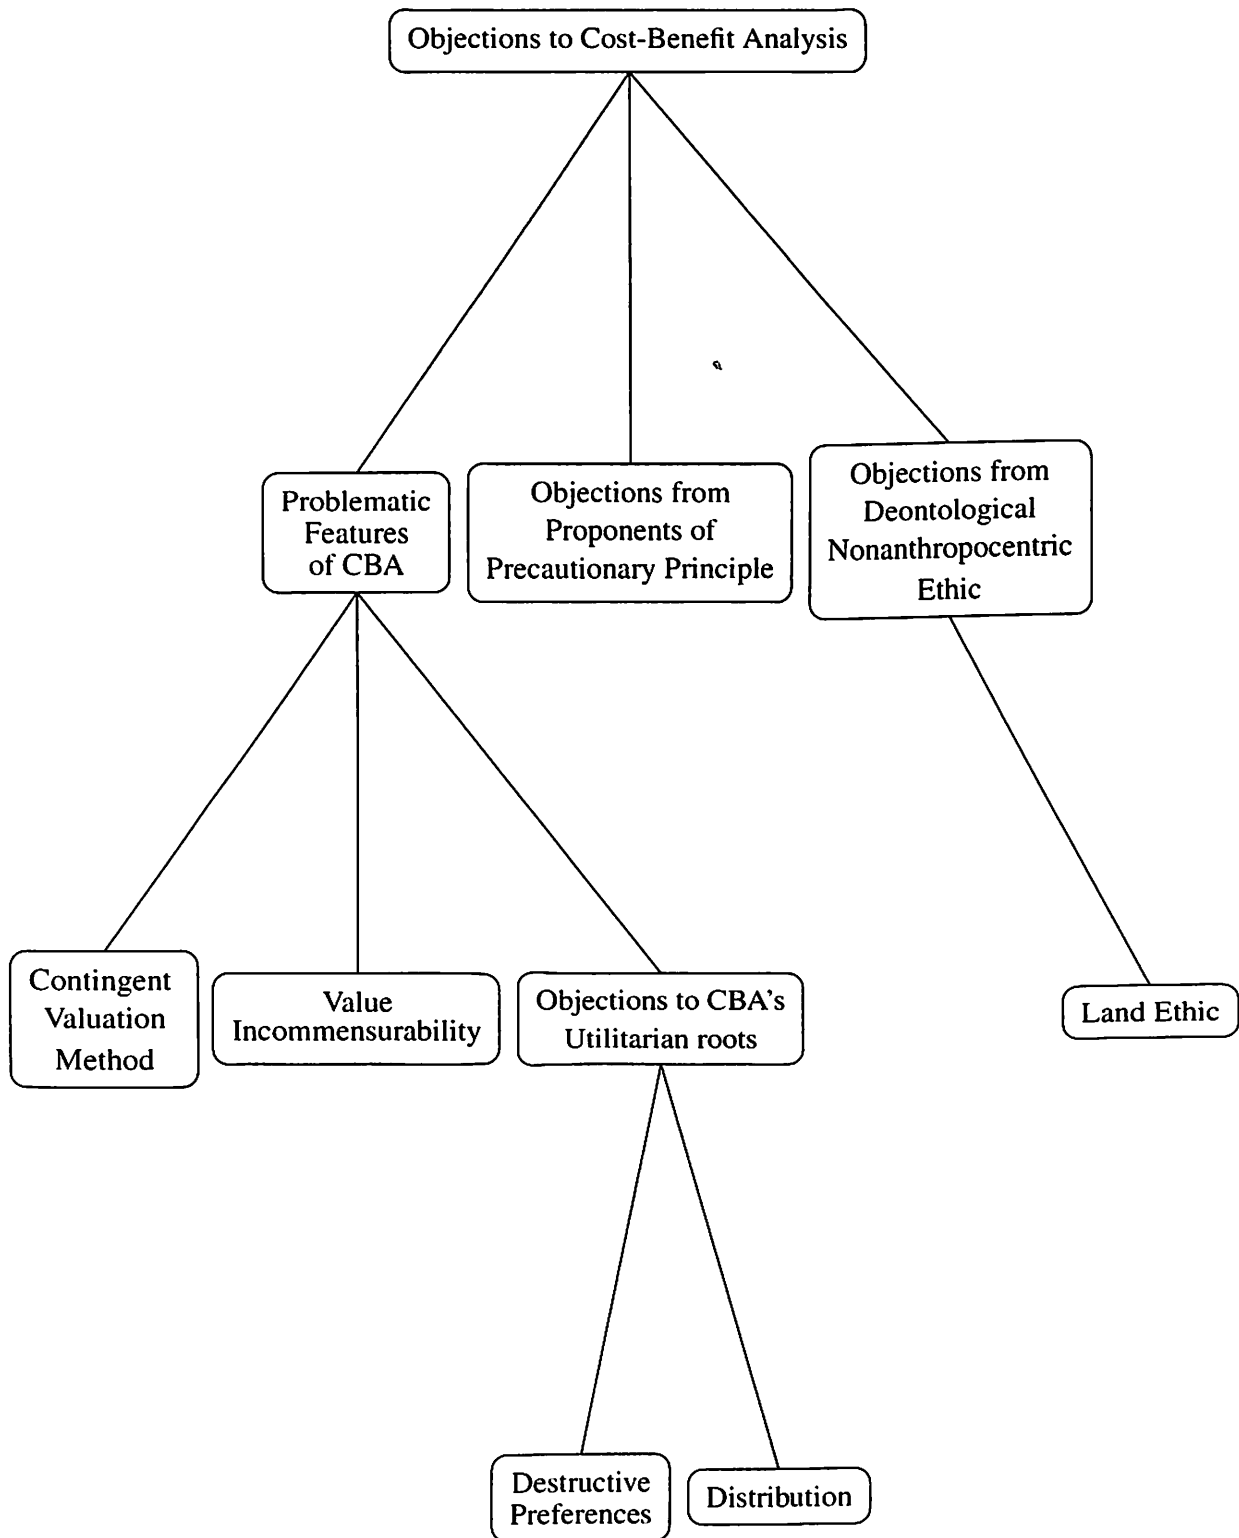 Objections to Cost-Benefit Analysis
Problematic
Features
of CBA
Objections from
Proponents of
Precautionary Principle
Objections from
Deontological
Nonanthropocentric
Ethic
Contingent
Valuation
Method
Value
Incommensurability
Objections to CBA's
Utilitarian roots
Land Ethic
Destructive
Preferences
Distribution